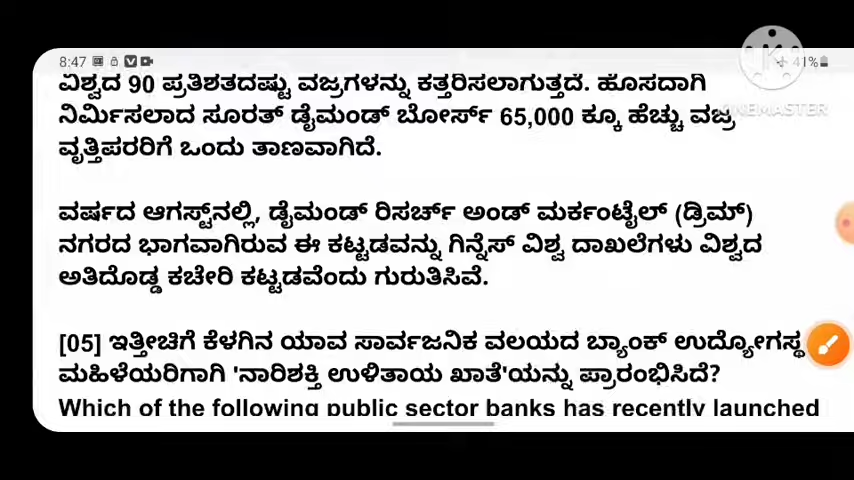 8:47
41%
KINEMASTER
ವಿಶ್ವದ 90 ಪ್ರತಿಶತದಷ್ಟು ವಜ್ರಗಳನ್ನು ಕತ್ತರಿಸಲಾಗುತ್ತದೆ. ಹೊಸದಾಗಿ
ನಿರ್ಮಿಸಲಾದ ಸೂರತ್ ಡೈಮಂಡ್ ಬೋರ್ಸ್ 65,000 ಕ್ಕೂ ಹೆಚ್ಚು ವಜ್ರ
ವೃತ್ತಿಪರರಿಗೆ ಒಂದು ತಾಣವಾಗಿದೆ.
ವರ್ಷದ ಆಗಸ್ಟ್‌ನಲ್ಲಿ, ಡೈಮಂಡ್ ರಿಸರ್ಚ್ ಅಂಡ್ ಮರ್ಕಂಟೈಲ್ (ಡ್ರಿಮ್)
ನಗರದ ಭಾಗವಾಗಿರುವ ಈ ಕಟ್ಟಡವನ್ನು ಗಿನ್ನೆಸ್ ವಿಶ್ವ ದಾಖಲೆಗಳು ವಿಶ್ವದ
ಅತಿದೊಡ್ಡ ಕಚೇರಿ ಕಟ್ಟಡವೆಂದು ಗುರುತಿಸಿವೆ.
[05] ಇತ್ತೀಚಿಗೆ ಕೆಳಗಿನ ಯಾವ ಸಾರ್ವಜನಿಕ ವಲಯದ ಬ್ಯಾಂಕ್ ಉದ್ಯೋಗಸ್ಥ
ಮಹಿಳೆಯರಿಗಾಗಿ 'ನಾರಿಶಕ್ತಿ ಉಳಿತಾಯ ಖಾತೆ'ಯನ್ನು ಪ್ರಾರಂಭಿಸಿದೆ?
Which of the following public sector banks has recently launched